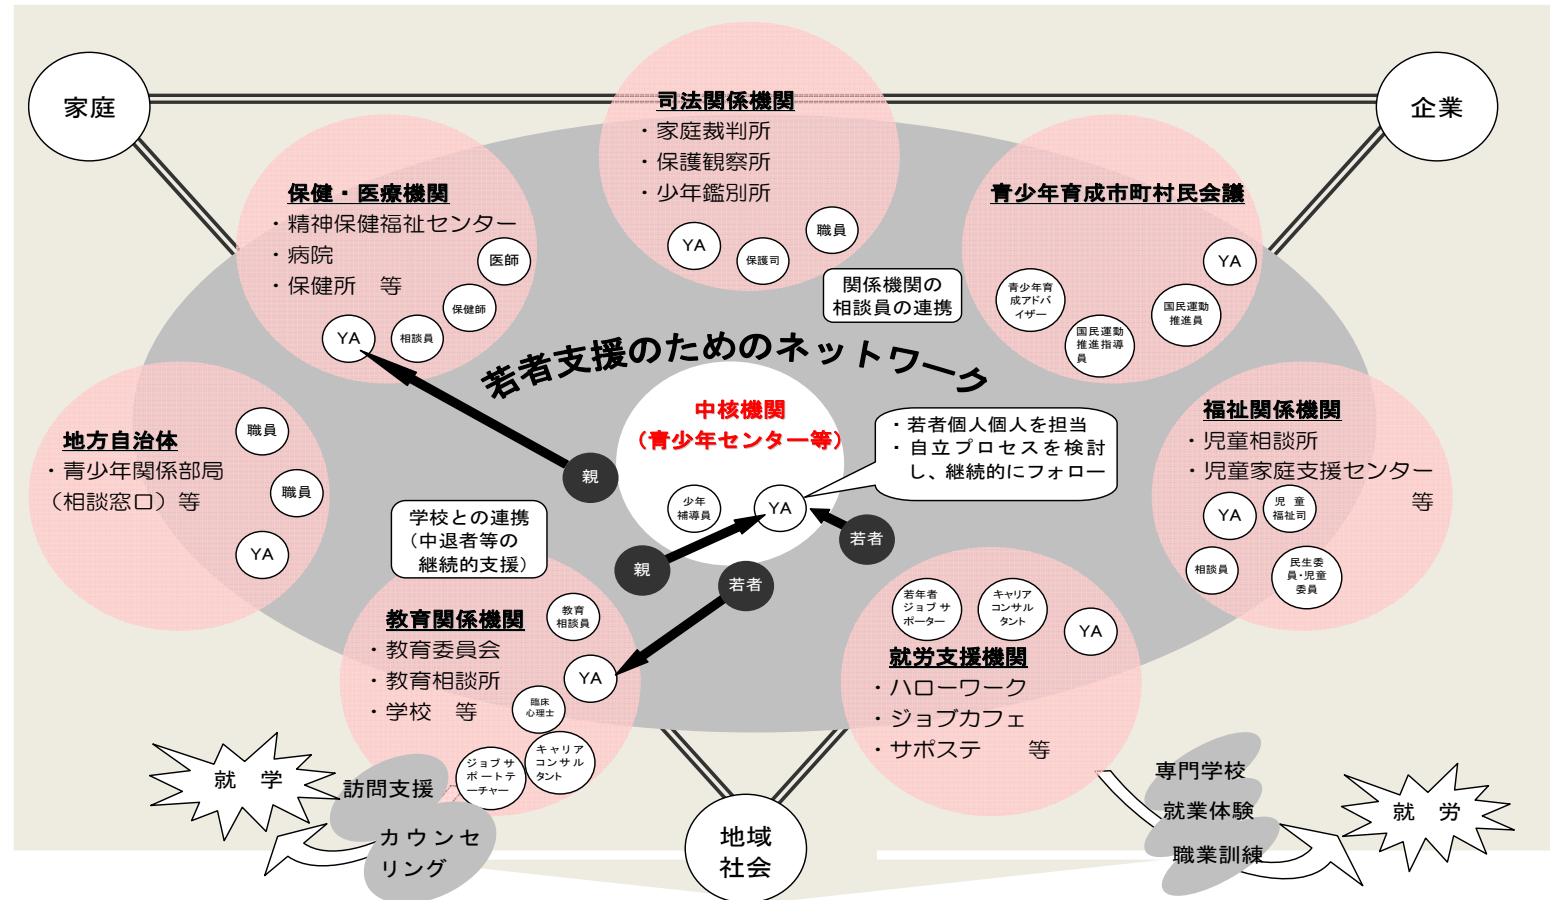 家庭
企業
司法関係機関
・家庭裁判所
・保護観察所
・少年鑑別所
YA
保護司
職員
保健・医療機関
・精神保健福祉センター
・病院
・保健所　等
医師
保健師
相談員
YA
青少年育成市町村民会議
YA
青少年育
成アドバ
イザー
国民運動
推進員
国民運動
推進指導
員
関係機関の
相談員の連携
若者支援のためのネットワーク
中核機関
（青少年センター等）
少年
補導員
YA
・若者個人個人を担当
・自立プロセスを検討
し、継続的にフォロー
親
親
若者
若者
地方自治体
・青少年関係部局
（相談窓口）等
職員
職員
YA
福祉関係機関
・児童相談所
・児童家庭支援センター
等
YA
児 童
福祉司
相談員
民生委
員・児童
委員
学校との連携
（中退者等の
継続的支援）
教育関係機関
・教育委員会
・教育相談所
・学校　等
教育
相談員
YA
臨床
心理士
キャリア
コンサル
タント
ジョブサ
ポートテ
ィーチャー
若年者
ジョブサ
ポーター
キャリア
コンサル
タント
YA
就労支援機関
・ハローワーク
・ジョブカフェ
・サポステ　　等
就　学
訪問支援
カウンセ
リング
地域
社会
専門学校
就業体験
職業訓練
就　労